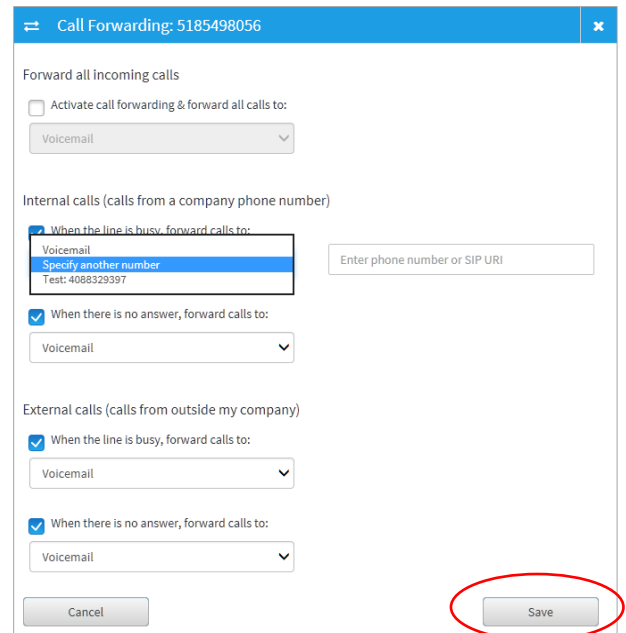 Call Forwarding: 5185498056
Forward all incoming calls
Activate call forwarding & forward all calls to:
Voicemail
Internal calls (calls from a company phone number)
When the line is busy, forward calls to:
Voicemail
Specify another number
Test: 4088329397
Enter phone number or SIP URI
When there is no answer, forward calls to:
Voicemail
External calls (calls from outside my company)
When the line is busy, forward calls to:
Voicemail
When there is no answer, forward calls to:
Voicemail
Cancel
Save